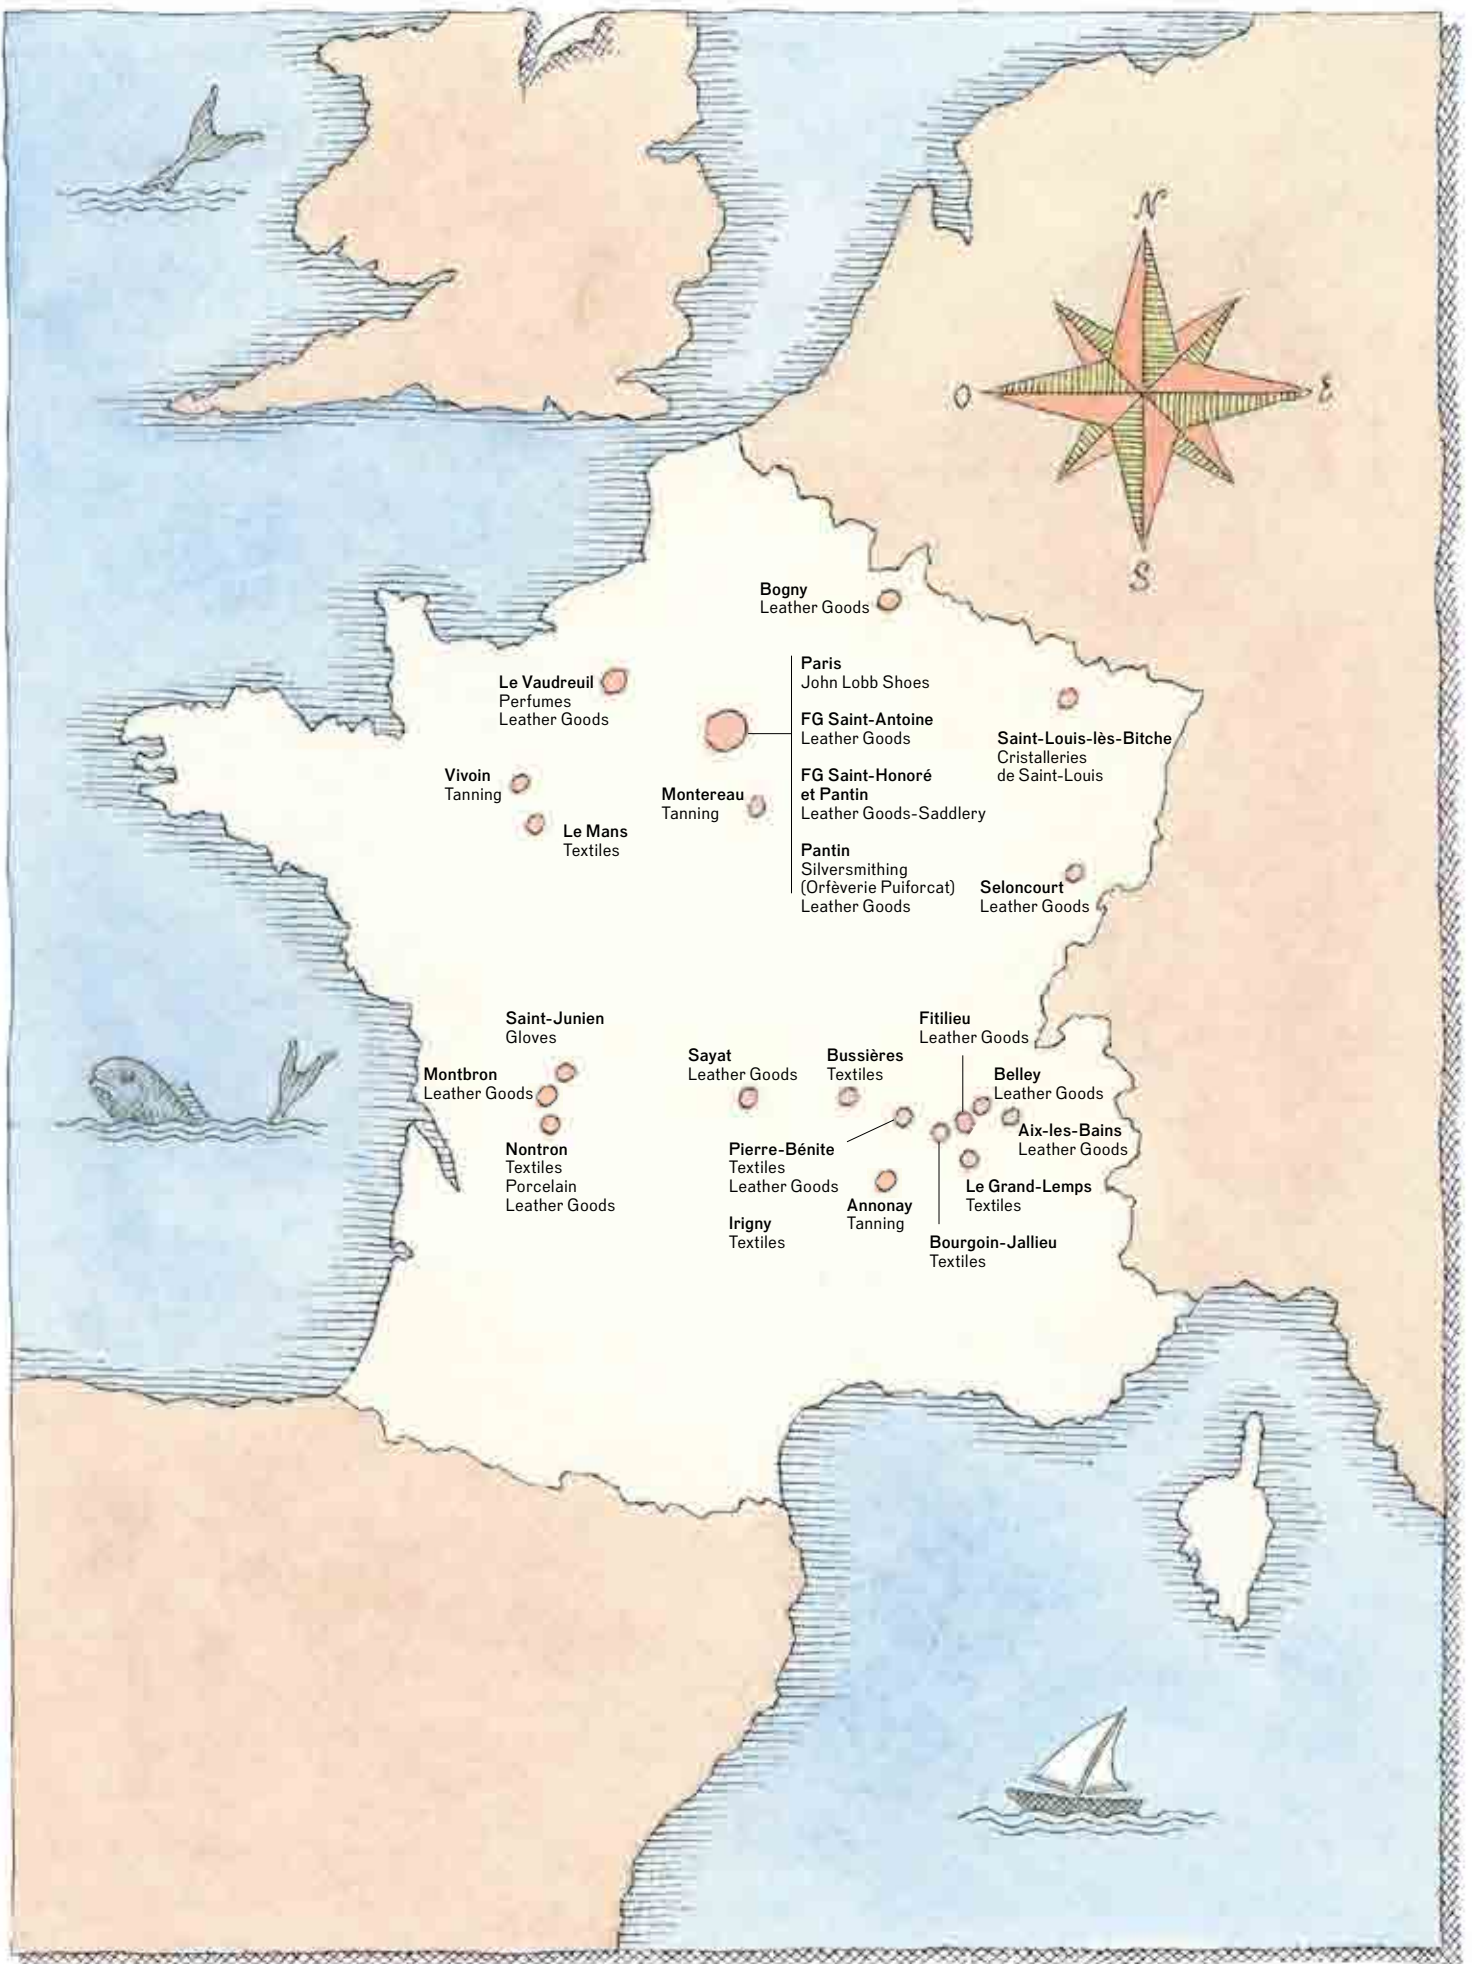 N
O
E
S
Bogny
Leather Goods
Le Vaudreuil
Perfumes
Leather Goods
Paris
John Lobb Shoes
FG Saint-Antoine
Leather Goods
FG Saint-Honoré
et Pantin
Leather Goods-Saddlery
Pantin
Silversmithing
(Orfèverie Puiforcat)
Leather Goods
Saint-Louis-lès-Bitche
Cristalleries
de Saint-Louis
Vivoin
Tanning
Le Mans
Textiles
Montereau
Tanning
Seloncourt
Leather Goods
Saint-Junien
Gloves
Montbron
Leather Goods
Nontron
Textiles
Porcelain
Leather Goods
Sayat
Leather Goods
Bussières
Textiles
Fitilieu
Leather Goods
Belley
Leather Goods
Aix-les-Bains
Leather Goods
Pierre-Bénite
Textiles
Leather Goods
Irigny
Textiles
Annonay
Tanning
Le Grand-Lemps
Textiles
Bourgoin-Jallieu
Textiles